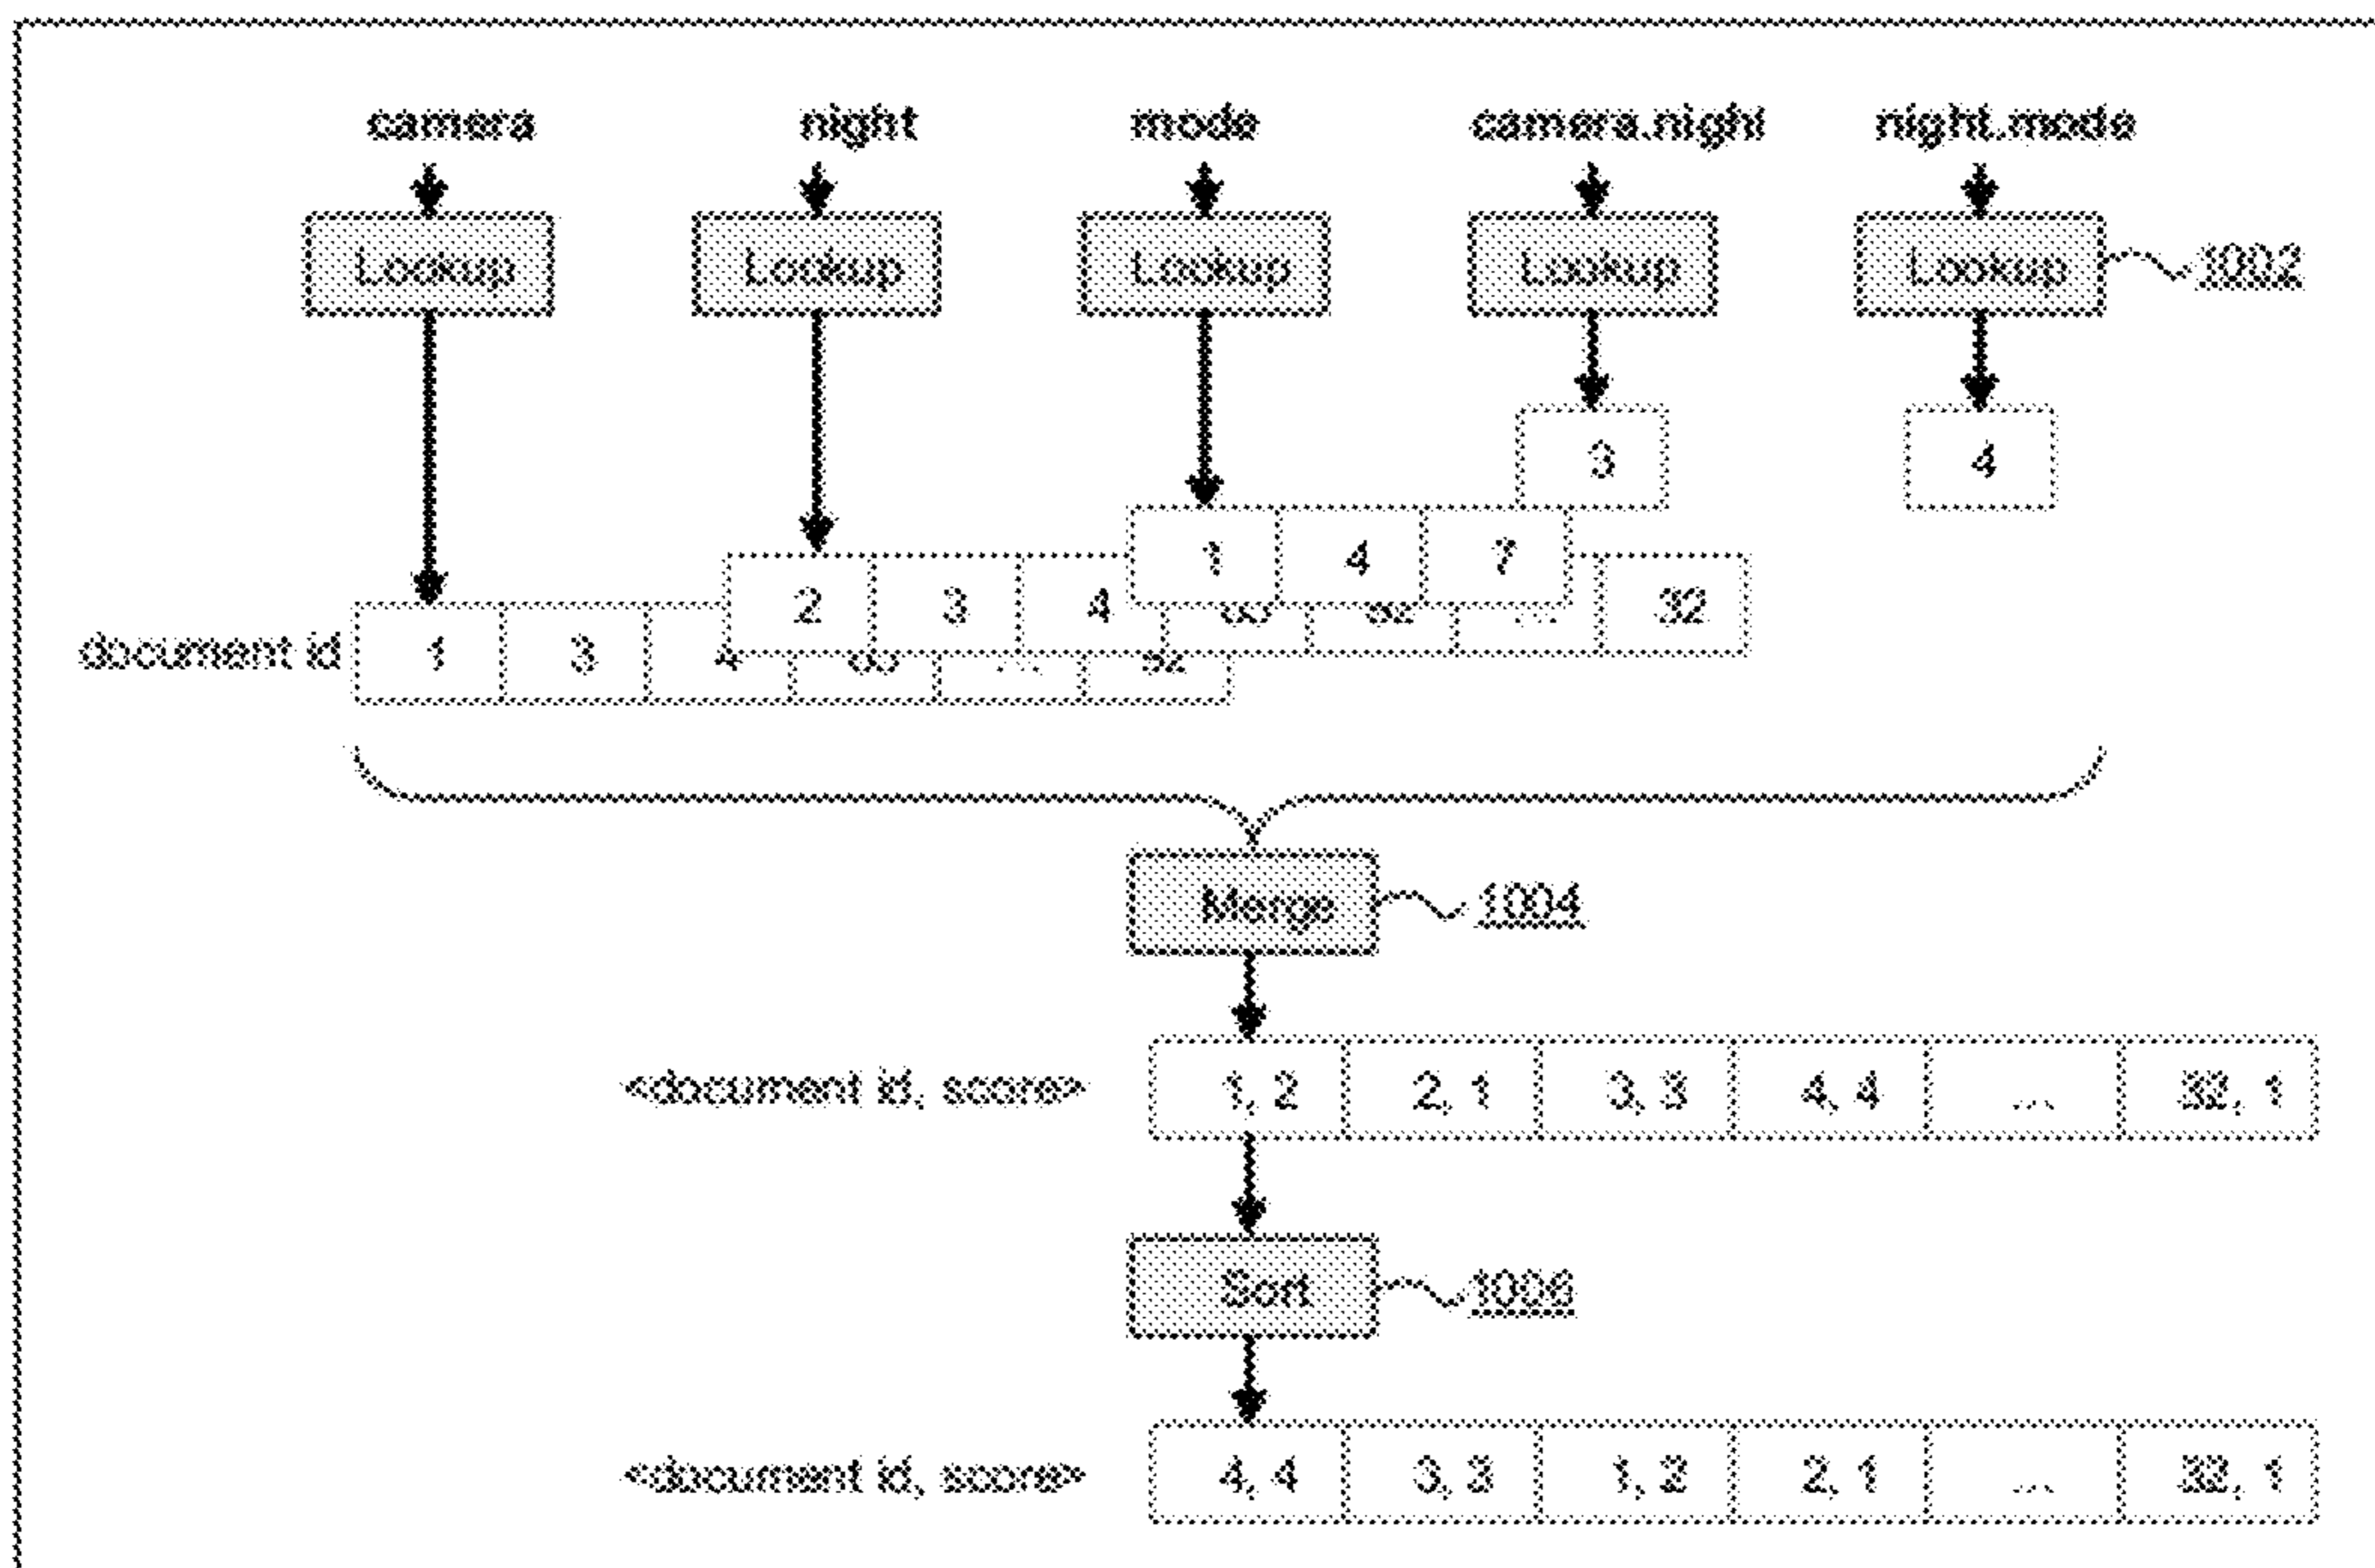 camera night mode camera.night night.mode
Lookup Lookup Lookup Lookup Lookup 1002
3 4
1 4 7
2 3 4 32
document id 1 3 4
Merge 1004
<document id, score> 1, 2 2, 1 3, 3 4, 4 ... 32, 1
Sort 1006
<document id, score> 4, 4 3, 3 1, 2 2, 1 ... 32, 1